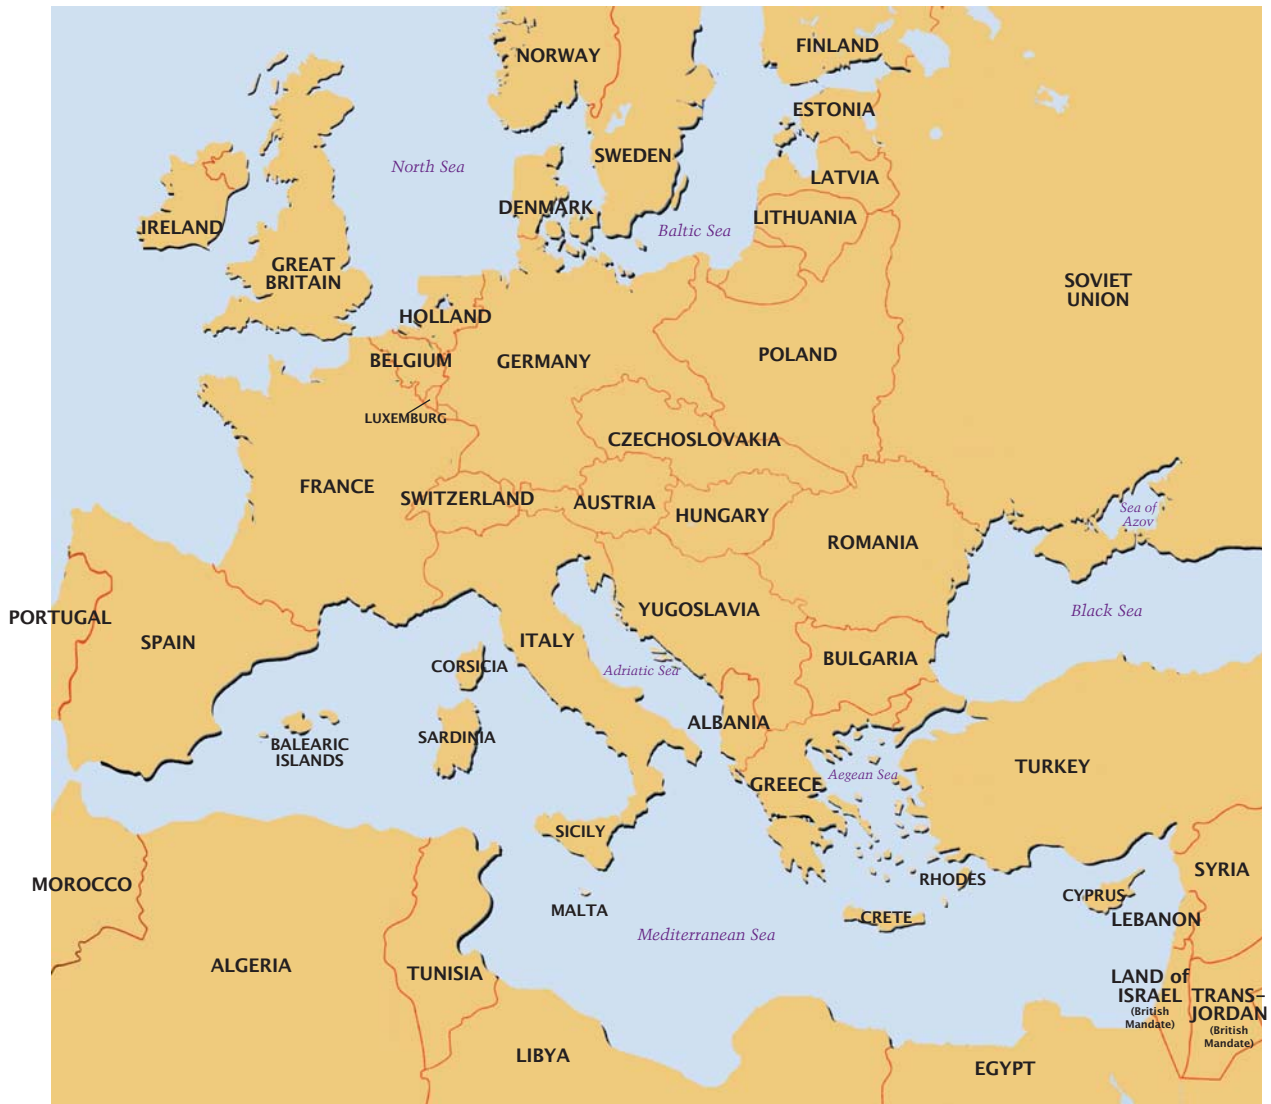 FINLAND
NORWAY
ESTONIA
SWEDEN
North Sea
LATVIA
DENMARK
LITHUANIA
IRELAND
Baltic Sea
GREAT
BRITAIN
SOVIET
UNION
HOLLAND
POLAND
BELGIUM
GERMANY
LUXEMBURG
CZECHOSLOVAKIA
FRANCE
SWITZERLAND
AUSTRIA
HUNGARY
Sea of
Azov
ROMANIA
PORTUGAL
YUGOSLAVIA
Black Sea
SPAIN
ITALY
BULGARIA
CORSICIA
Adriatic Sea
ALBANIA
SARDINIA
BALEARIC
ISLANDS
TURKEY
Aegean Sea
GREECE
SICILY
SYRIA
RHODES
MOROCCO
CYPRUS
MALTA
CRETE
LEBANON
Mediterranean Sea
ALGERIA
TUNISIA
LAND of
ISRAEL
(British
Mandate)
TRANS-
JORDAN
(British
Mandate)
LIBYA
EGYPT